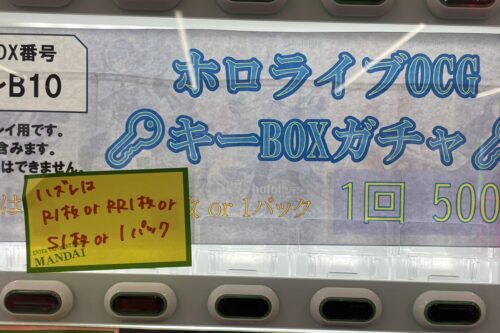 OX番号
~B10
イ用です。
含みます。
はできません。
ホロライブOCG
キーBOXガチャ
は
or 1パック
1回 500
ハズレは
R1枚 or RR1枚 or
S1枚 or 1パック
MANDAI